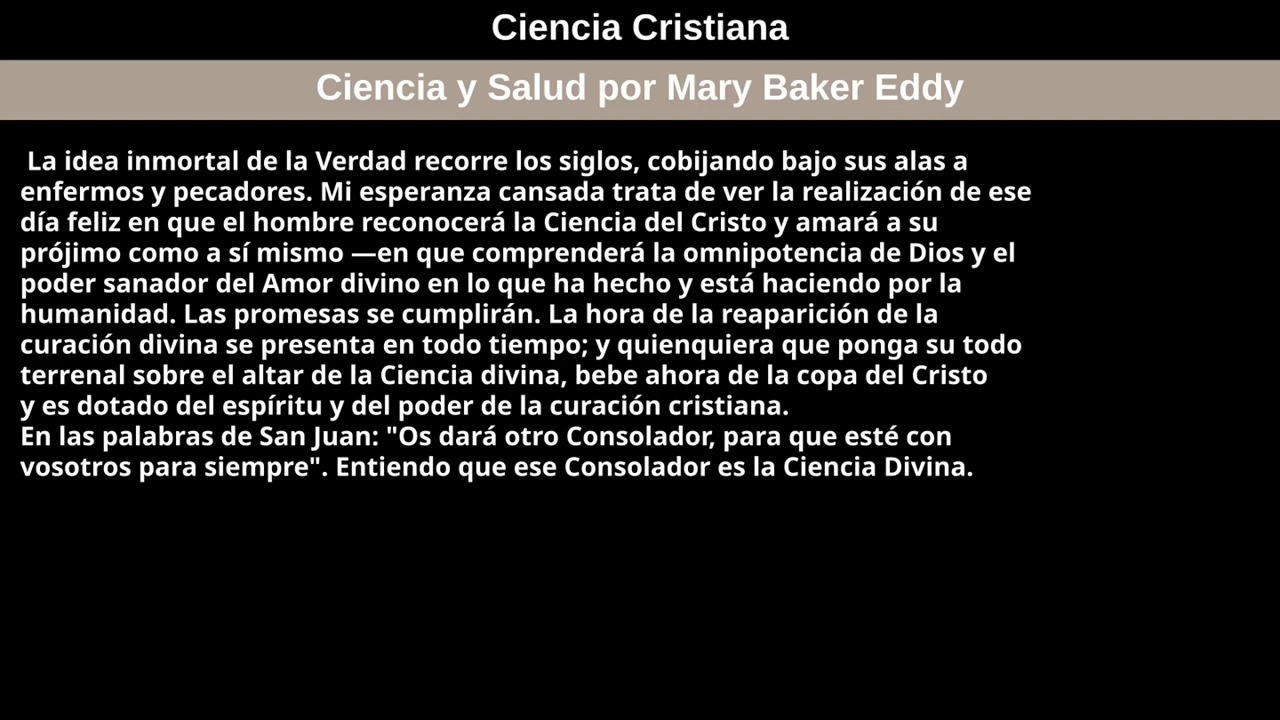 Ciencia Cristiana
Ciencia y Salud por Mary Baker Eddy
La idea inmortal de la Verdad recorre los siglos, cobijando bajo sus alas a
enfermos y pecadores. Mi esperanza cansada trata de ver la realización de ese
día feliz en que el hombre reconocerá la Ciencia del Cristo y amará a su
prójimo como a sí mismo —en que comprenderá la omnipotencia de Dios y el
poder sanador del Amor divino en lo que ha hecho y está haciendo por la
humanidad. Las promesas se cumplirán. La hora de la reaparición de la
curación divina se presenta en todo tiempo; y quienquiera que ponga su todo
terrenal sobre el altar de la Ciencia divina, bebe ahora de la copa del Cristo
y es dotado del espíritu y del poder de la curación cristiana.
En las palabras de San Juan: "Os dará otro Consolador, para que esté con
vosotros para siempre". Entiendo que ese Consolador es la Ciencia Divina.